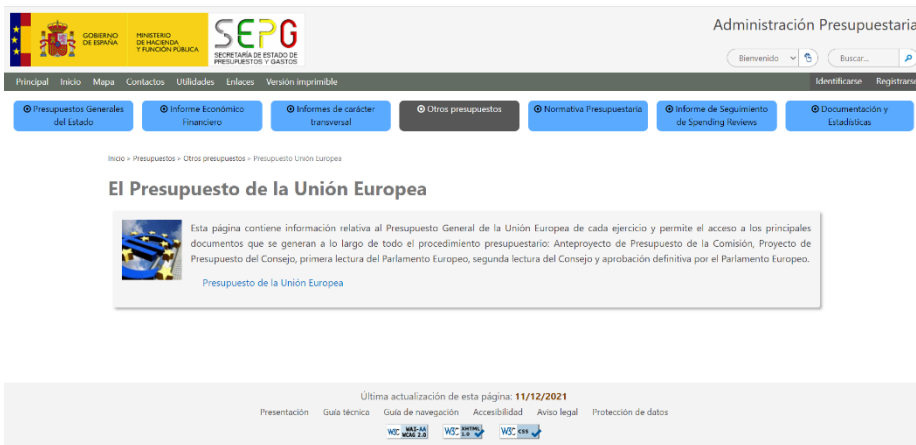 GOBIERNO
DE ESPAÑA
MINISTERIO
DE HACIENDA
Y FUNCIÓN PÚBLICA
SEPG
SECRETARÍA DE ESTADO DE
PRESUPUESTOS Y GASTOS
Administración Presupuestaria
Bienvenido
Buscar...
Principal Inicio Mapa Contactos Utilidades Enlaces Versión imprimible Identificarse Registrarse
Presupuestos Generales
del Estado
Informe Económico
Financiero
Informes de carácter
transversal
Otros presupuestos
Normativa Presupuestaria
Informe de Seguimiento
de Spending Reviews
Documentación y
Estadísticas
Inicio > Presupuestos > Otros presupuestos > Presupuesto Unión Europea
El Presupuesto de la Unión Europea
Esta página contiene información relativa al Presupuesto General de la Unión Europea de cada ejercicio y permite el acceso a los principales
documentos que se generan a lo largo de todo el procedimiento presupuestario: Anteproyecto de Presupuesto de la Comisión, Proyecto de
Presupuesto del Consejo, primera lectura del Parlamento Europeo, segunda lectura del Consejo y aprobación definitiva por el Parlamento Europeo.
Presupuesto de la Unión Europea
Última actualización de esta página: 11/12/2021
Presentación Guía técnica Guía de navegación Accesibilidad Aviso legal Protección de datos
W3C WAI-AA WCAG 2.0
W3C XHTML 1.0
W3C css